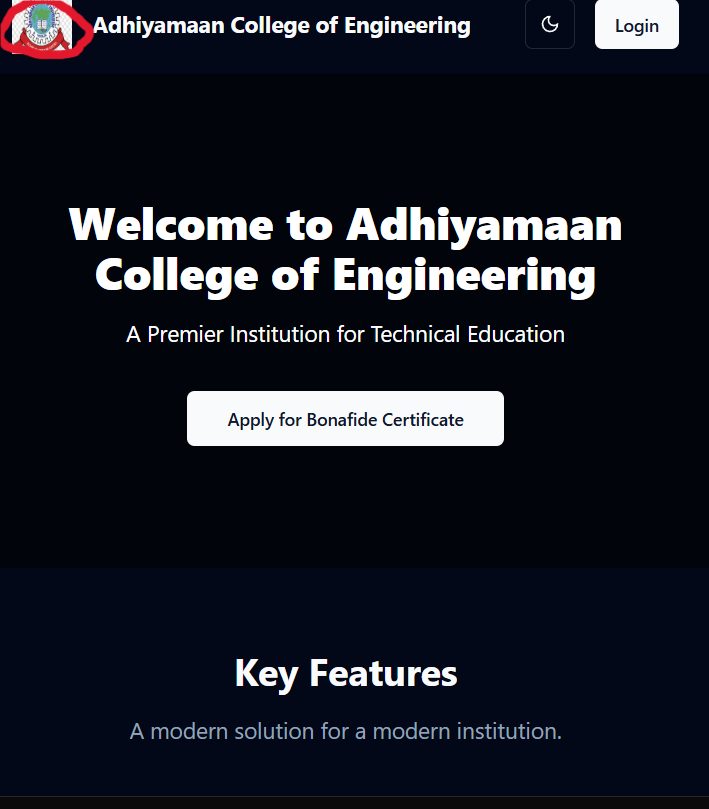 Adhiyamaan College of Engineering
Login
Welcome to Adhiyamaan
College of Engineering
A Premier Institution for Technical Education
Apply for Bonafide Certificate
Key Features
A modern solution for a modern institution.